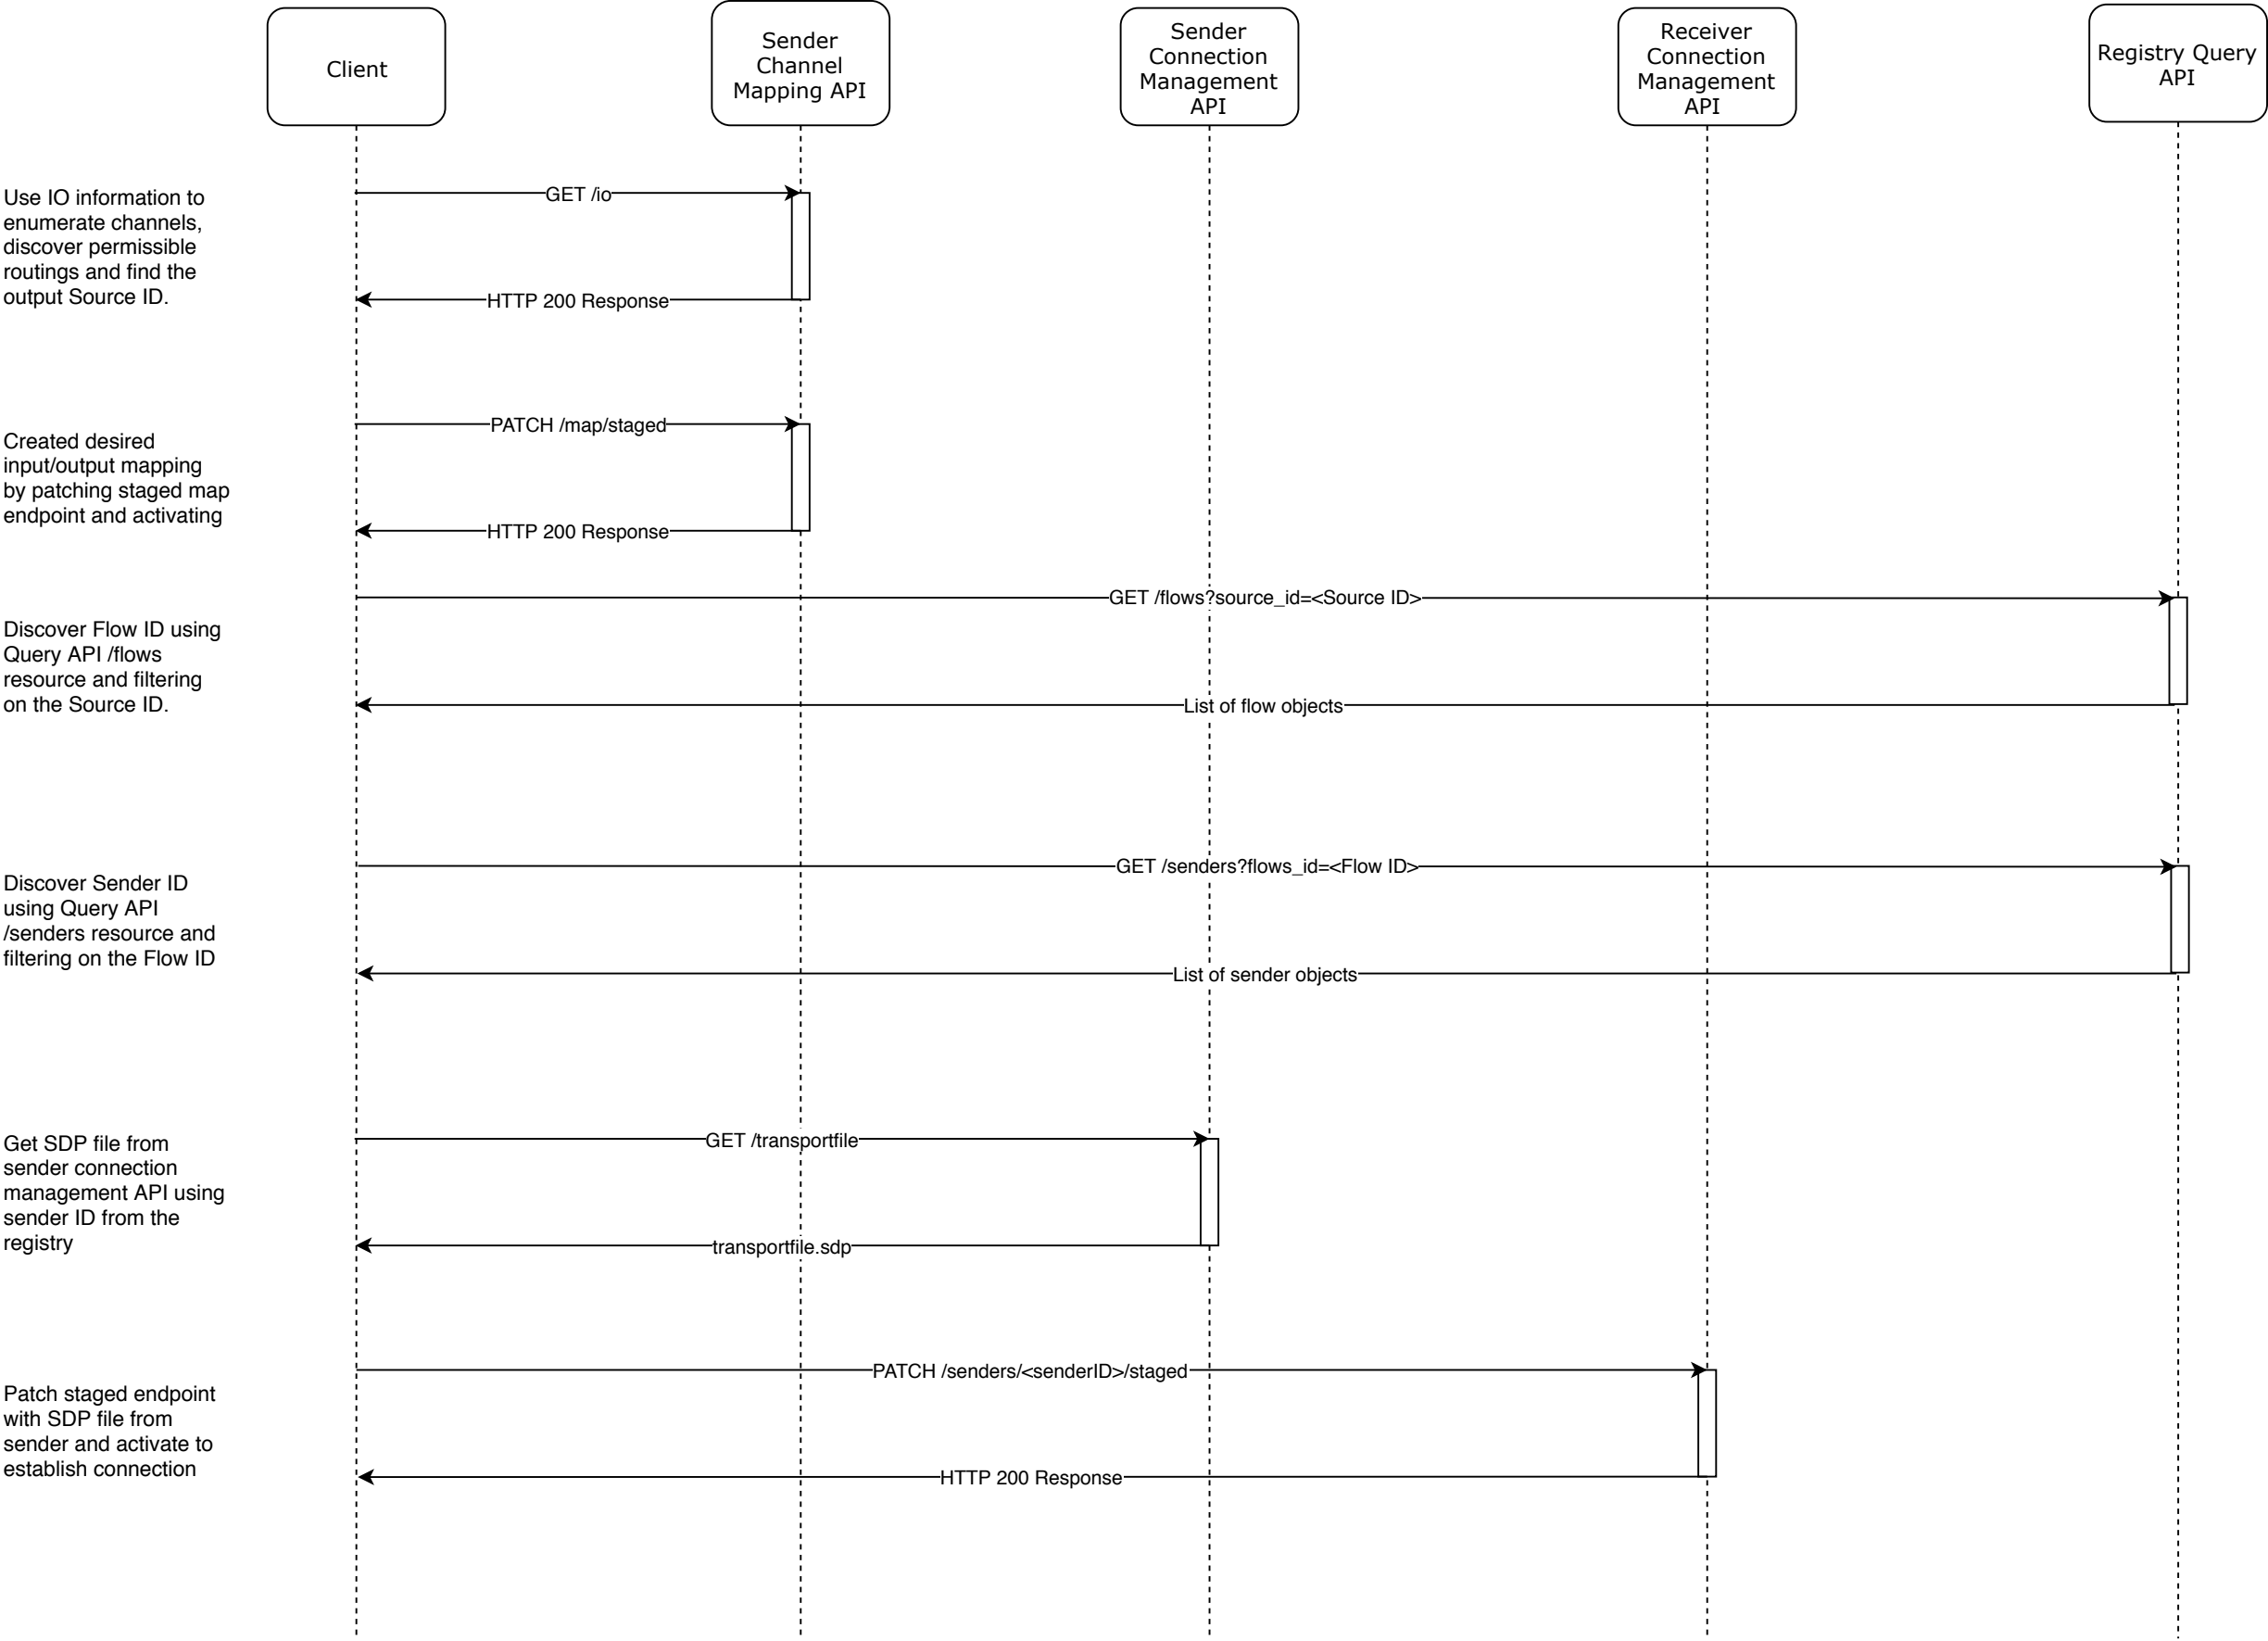 Client
Sender
Channel
Mapping API
Sender
Connection
Management
API
Receiver
Connection
Management
API
Registry Query
API
Use IO information to
enumerate channels,
discover permissible
routings and find the
output Source ID.
GET /io
HTTP 200 Response
Created desired
input/output mapping
by patching staged map
endpoint and activating
PATCH /map/staged
HTTP 200 Response
Discover Flow ID using
Query API /flows
resource and filtering
on the Source ID.
GET /flows?source_id=<Source ID>
List of flow objects
Discover Sender ID
using Query API
/senders resource and
filtering on the Flow ID
GET /senders?flows_id=<Flow ID>
List of sender objects
Get SDP file from
sender connection
management API using
sender ID from the
registry
GET /transportfile
transportfile.sdp
Patch staged endpoint
with SDP file from
sender and activate to
establish connection
PATCH /senders/<senderID>/staged
HTTP 200 Response